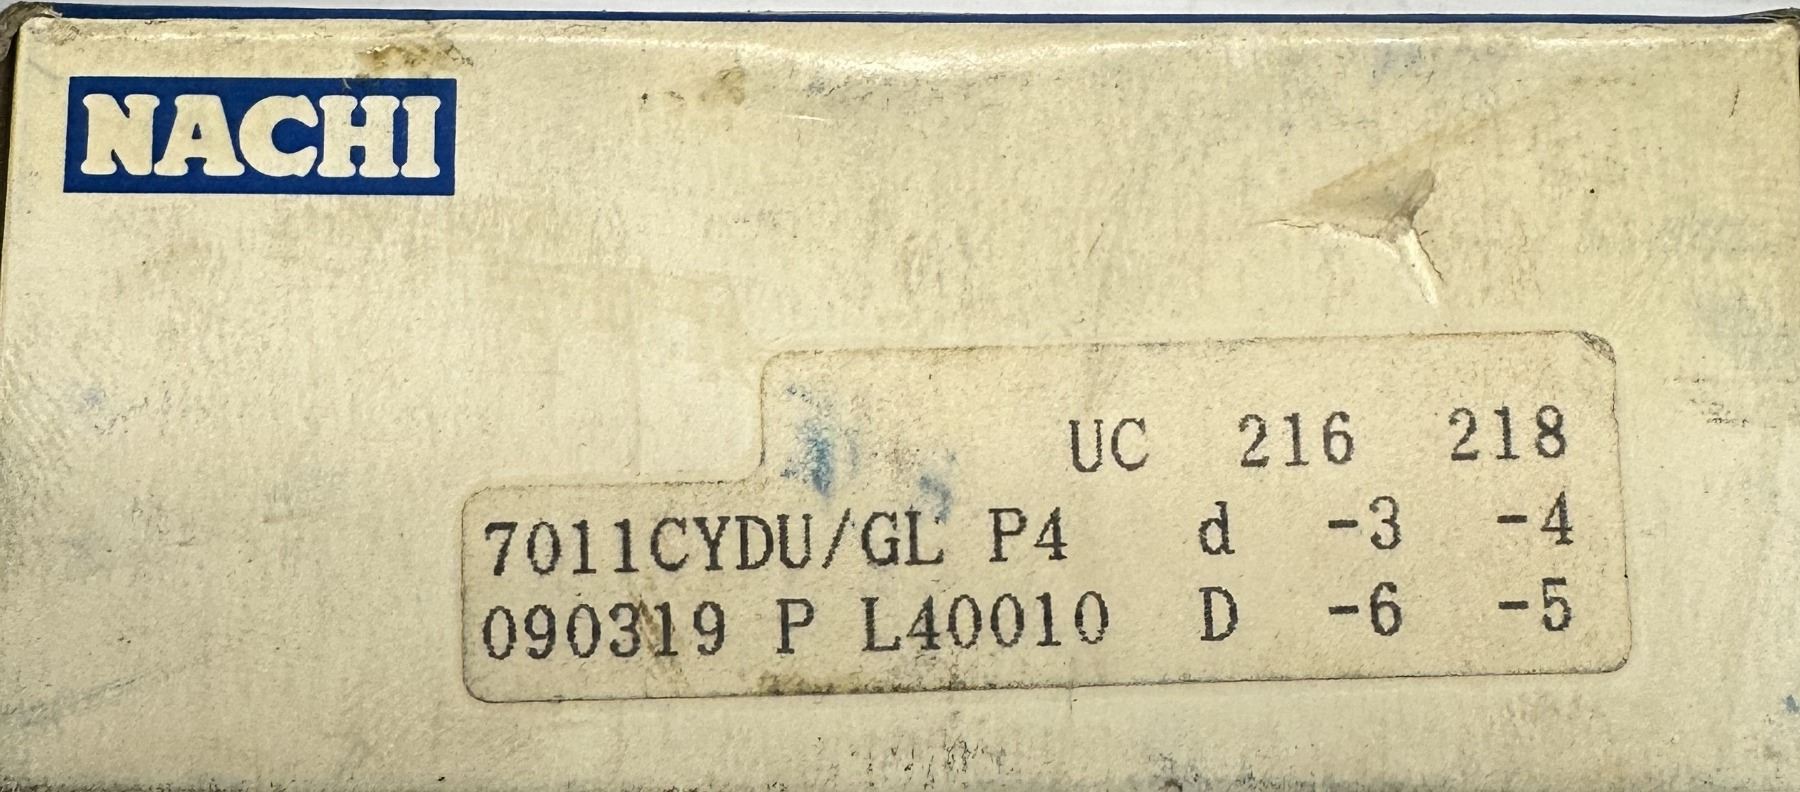 NACHI
UC 216 218
7011CYDU/GL P4 d -3 -4
090319 P L40010 D -6 -5